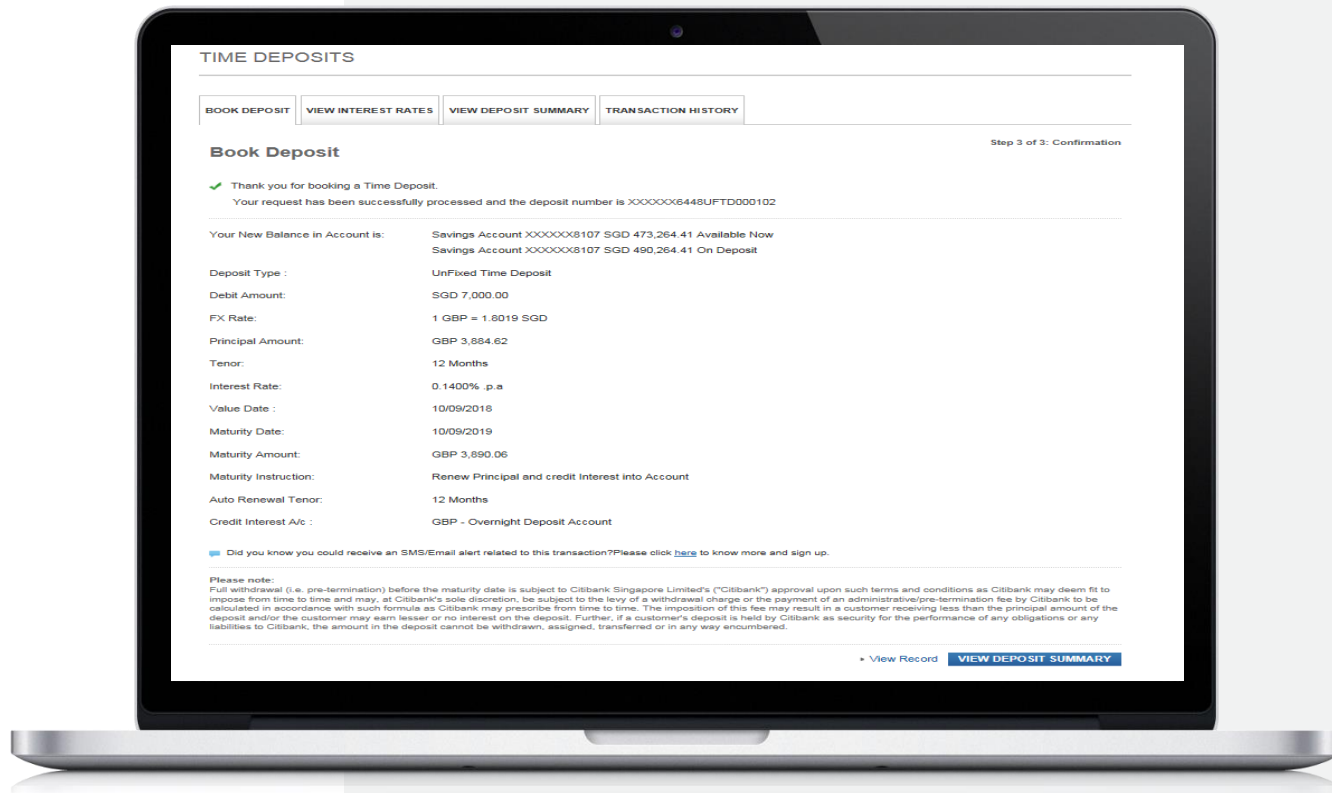 TIME DEPOSITS
BOOK DEPOSIT VIEW INTEREST RATES VIEW DEPOSIT SUMMARY TRANSACTION HISTORY
Step 3 of 3: Confirmation
Book Deposit
Thank you for booking a Time Deposit.
Your request has been successfully processed and the deposit number is XXXXXX6448UFTD000102
Your New Balance in Account is: Savings Account XXXXXX8107 SGD 473,264.41 Available Now
Savings Account XXXXXX8107 SGD 490,264.41 On Deposit
Deposit Type : UnFixed Time Deposit
Debit Amount: SGD 7,000.00
FX Rate: 1 GBP = 1.8019 SGD
Principal Amount: GBP 3,884.62
Tenor: 12 Months
Interest Rate: 0.1400% .p.a
Value Date : 10/09/2018
Maturity Date: 10/09/2019
Maturity Amount: GBP 3,890.06
Maturity Instruction: Renew Principal and credit Interest into Account
Auto Renewal Tenor: 12 Months
Credit Interest A/c : GBP - Overnight Deposit Account
Did you know you could receive an SMS/Email alert related to this transaction?Please click here to know more and sign up.
Please note:
Full withdrawal (i.e. pre-termination) before the maturity date is subject to Citibank Singapore Limited's ("Citibank") approval upon such terms and conditions as Citibank may deem fit to
impose from time to time and may, at Citibank's sole discretion, be subject to the levy of a withdrawal charge or the payment of an administrative/pre-termination fee by Citibank to be
calculated in accordance with such formula as Citibank may prescribe from time to time. The imposition of this fee may result in a customer receiving less than the principal amount of the
deposit and/or the customer may earn lesser or no interest on the deposit. Further, if a customer's deposit is held by Citibank as security for the performance of any obligations or any
liabilities to Citibank, the amount in the deposit cannot be withdrawn, assigned, transferred or in any way encumbered.
View Record VIEW DEPOSIT SUMMARY